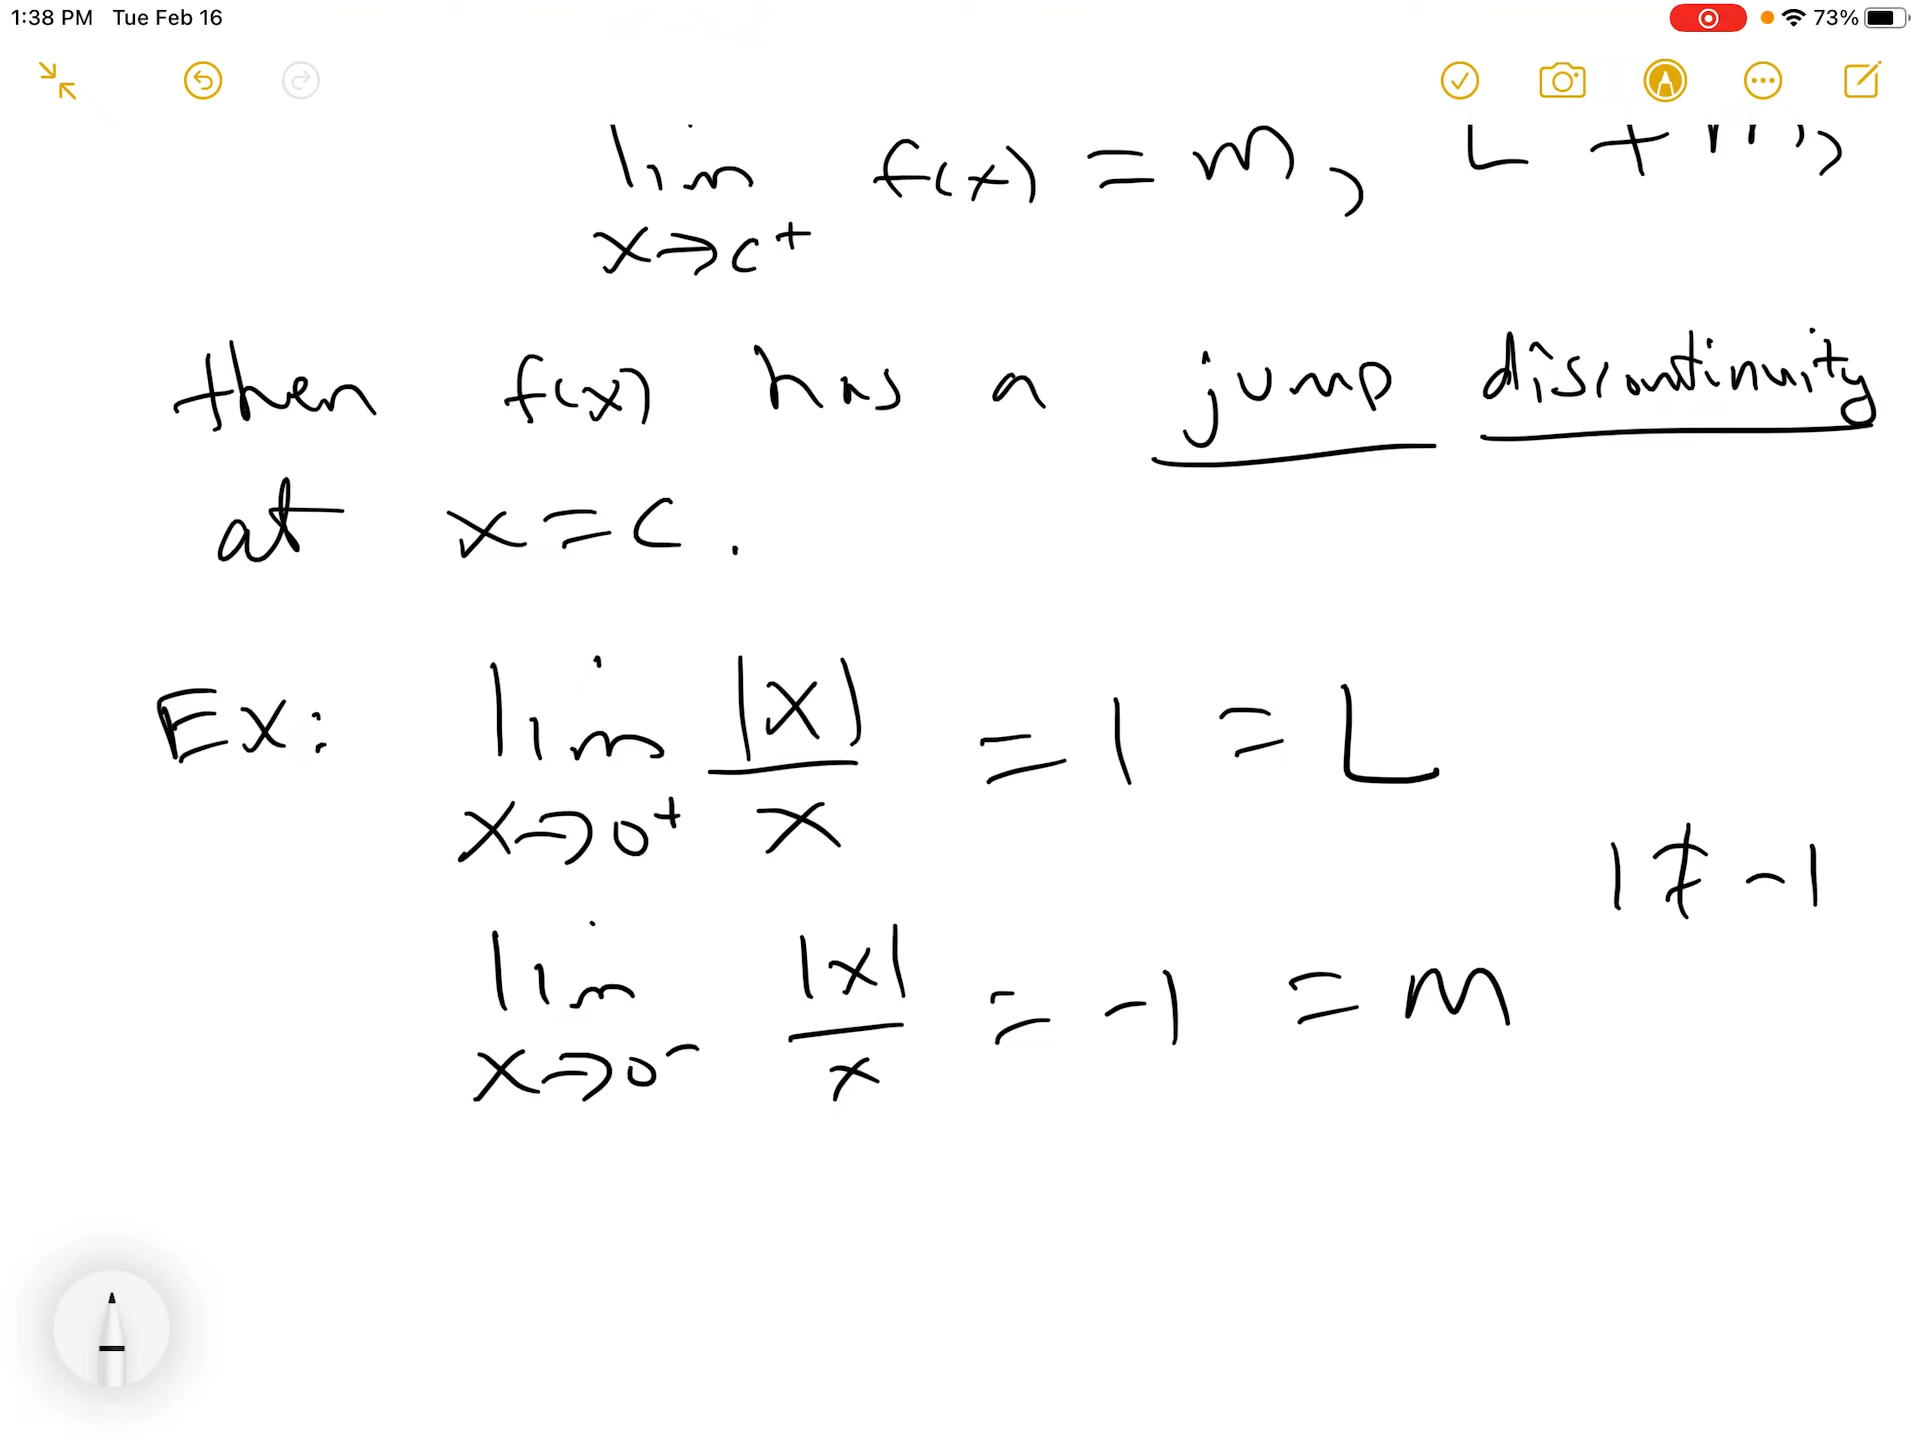 1:38 PM Tue Feb 16 73%
lim f(x) = m,
x→c+
then f(x) has a jump discontinuity
at x=c.
Ex: lim |x|/x = 1 = L
x→0+
1 ≠ -1
lim |x|/x = -1 = m
x→0-